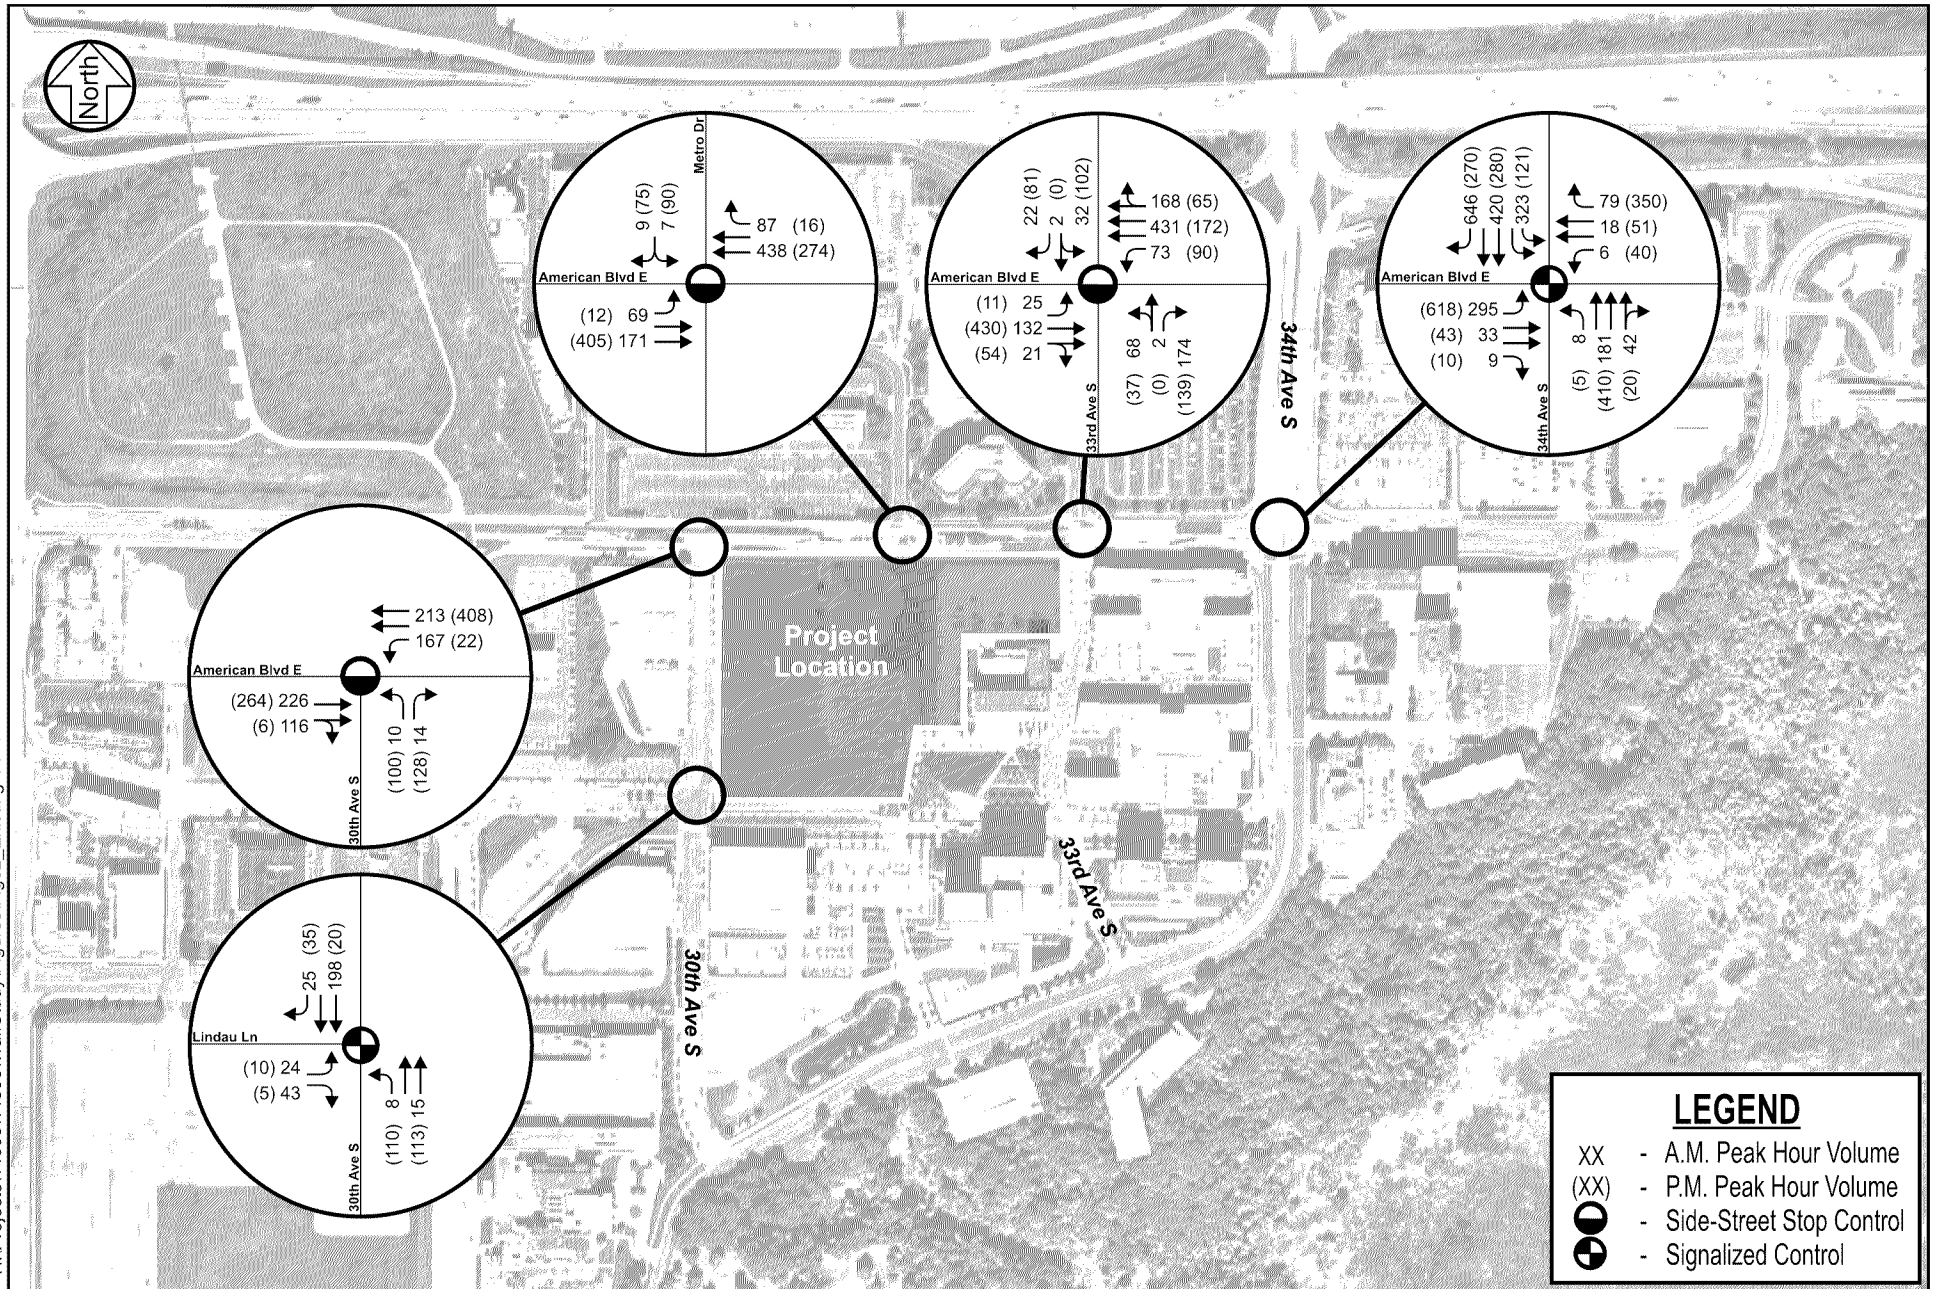 North
Metro Dr
9 (75)
7 (90)
87 (16)
438 (274)
American Blvd E
(12) 69
(405) 171
22 (81)
2 (0)
32 (102)
168 (65)
431 (172)
73 (90)
American Blvd E
(11) 25
(430) 132
(54) 21
(37) 68
(0) 2
(139) 174
33rd Ave S
646 (270)
420 (280)
323 (121)
79 (350)
18 (51)
6 (40)
American Blvd E
(618) 295
(43) 33
(10) 9
(5) 8
(410) 181
(20) 42
34th Ave S
34th Ave S
213 (408)
167 (22)
American Blvd E
(264) 226
(6) 116
(100) 10
(128) 14
30th Ave S
Project
Location
25 (35)
198 (20)
Lindau Ln
(10) 24
(5) 43
(110) 8
(113) 15
30th Ave S
33rd Ave S
30th Ave S
LEGEND
XX - A.M. Peak Hour Volume
(XX) - P.M. Peak Hour Volume
- Side-Street Stop Control
- Signalized Control